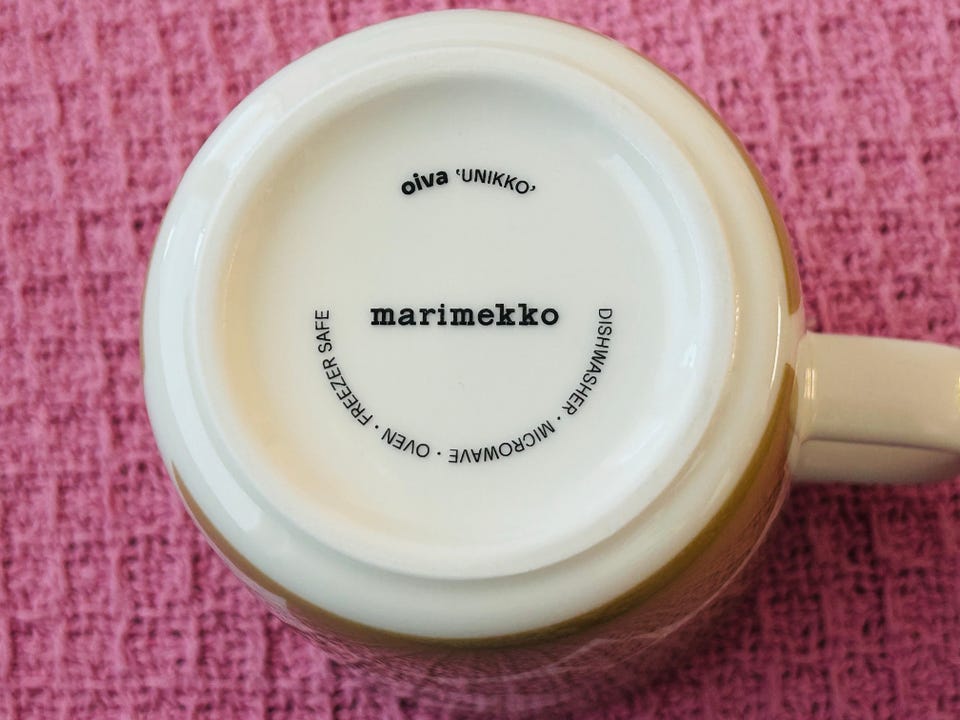 oiva ‘UNIKKO’
marimekko
DISHWASHER · MICROWAVE · OVEN · FREEZER SAFE